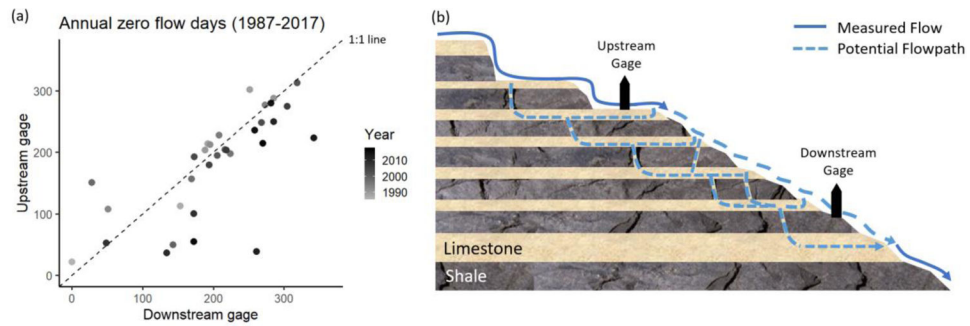 (a)
Annual zero flow days (1987-2017)
1:1 line
300
200
100
0
Upstream gage
0
100
200
300
Downstream gage
Year
2010
2000
1990
(b)
Measured Flow
Potential Flowpath
Upstream
Gage
Downstream
Gage
Limestone
Shale